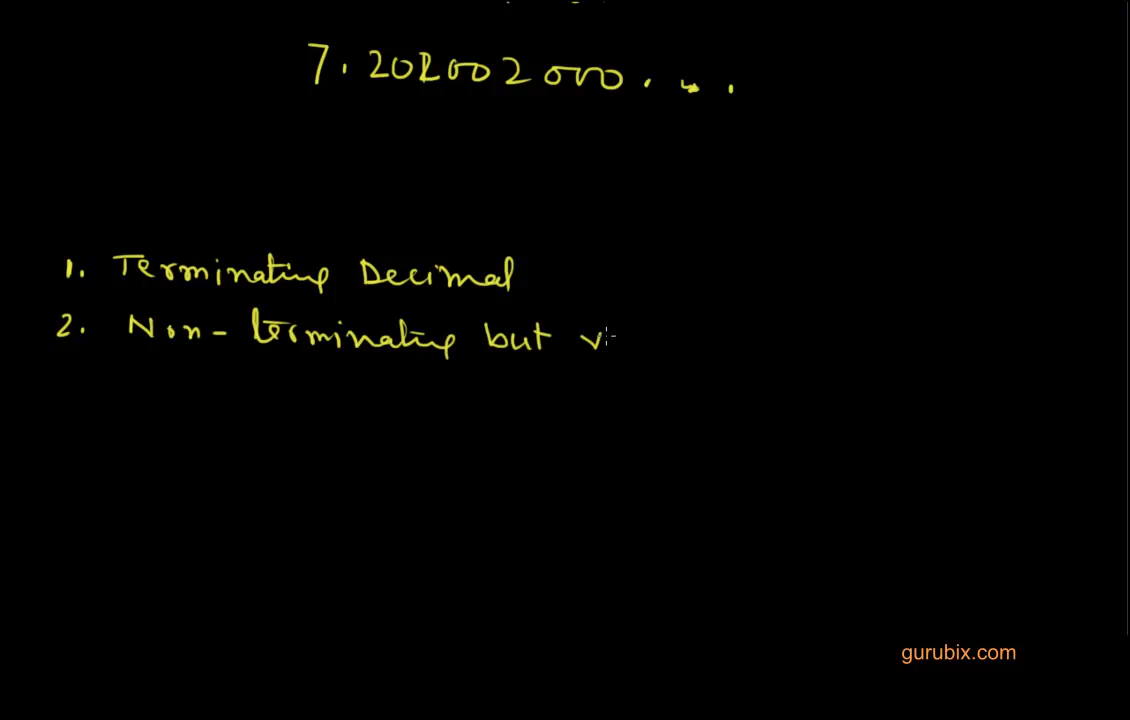 7.202002000....
1. Terminating Decimal
2. Non-terminating but
gurubix.com